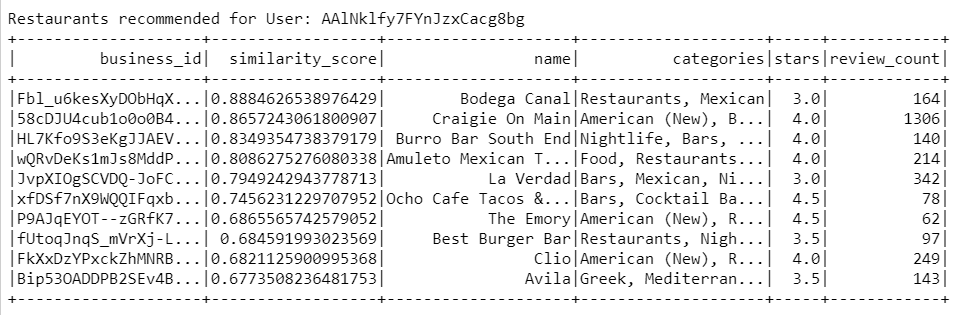 Restaurants recommended for User: AAlNklfy7FYnJzxCacg8bg
+--------------------+------------------+--------------------+--------------------+-----+------------+
|         business_id|  similarity_score|                name|          categories|stars|review_count|
+--------------------+------------------+--------------------+--------------------+-----+------------+
|Fbl_u6kesXyDObHqX...|0.8884626538976429|        Bodega Canal|Restaurants, Mexican|  3.0|         164|
|58cDJU4cub1o0o0B4...|0.8657243061800907|     Craigie On Main|American (New), B...|  4.0|        1306|
|HL7Kfo9S3eKgJJAEV...|0.8349354738379179| Burro Bar South End|Nightlife, Bars, ...|  4.0|         140|
|wQRvDeKs1mJs8MddP...|0.8086275276080338|Amuleto Mexican T...|Food, Restaurants...|  4.0|         214|
|JvpXIOgSCVDQ-JoFC...|0.7949242943778713|           La Verdad|Bars, Mexican, Ni...|  3.0|         342|
|xfDSf7nX9WQQIFqxb...|0.7456231229707952|Ocho Cafe Tacos &...|Bars, Cocktail Ba...|  4.5|          78|
|P9AJqEYOT--zGRfK7...|0.6865565742579052|           The Emory|American (New), R...|  4.5|          62|
|fUtoqJnqS_mVrXj-L...| 0.684591993023569|     Best Burger Bar|Restaurants, Nigh...|  3.5|          97|
|FkXxDzYPxckZhMNRB...|0.6821125900995368|                Clio|American (New), R...|  4.0|         249|
|Bip53OADDPB2SEv4B...|0.6773508236481753|               Avila|Greek, Mediterran...|  3.5|         143|
+--------------------+------------------+--------------------+--------------------+-----+------------+